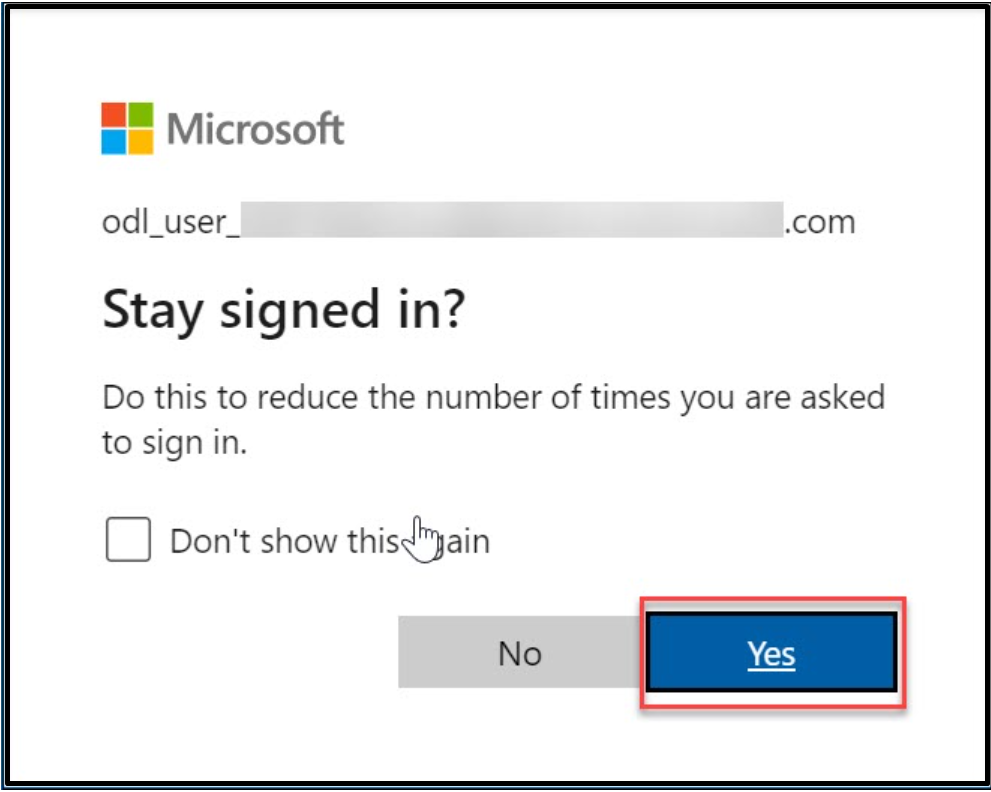 Microsoft
odl_user_ .com
Stay signed in?
Do this to reduce the number of times you are asked
to sign in.
Don't show this
No
Yes